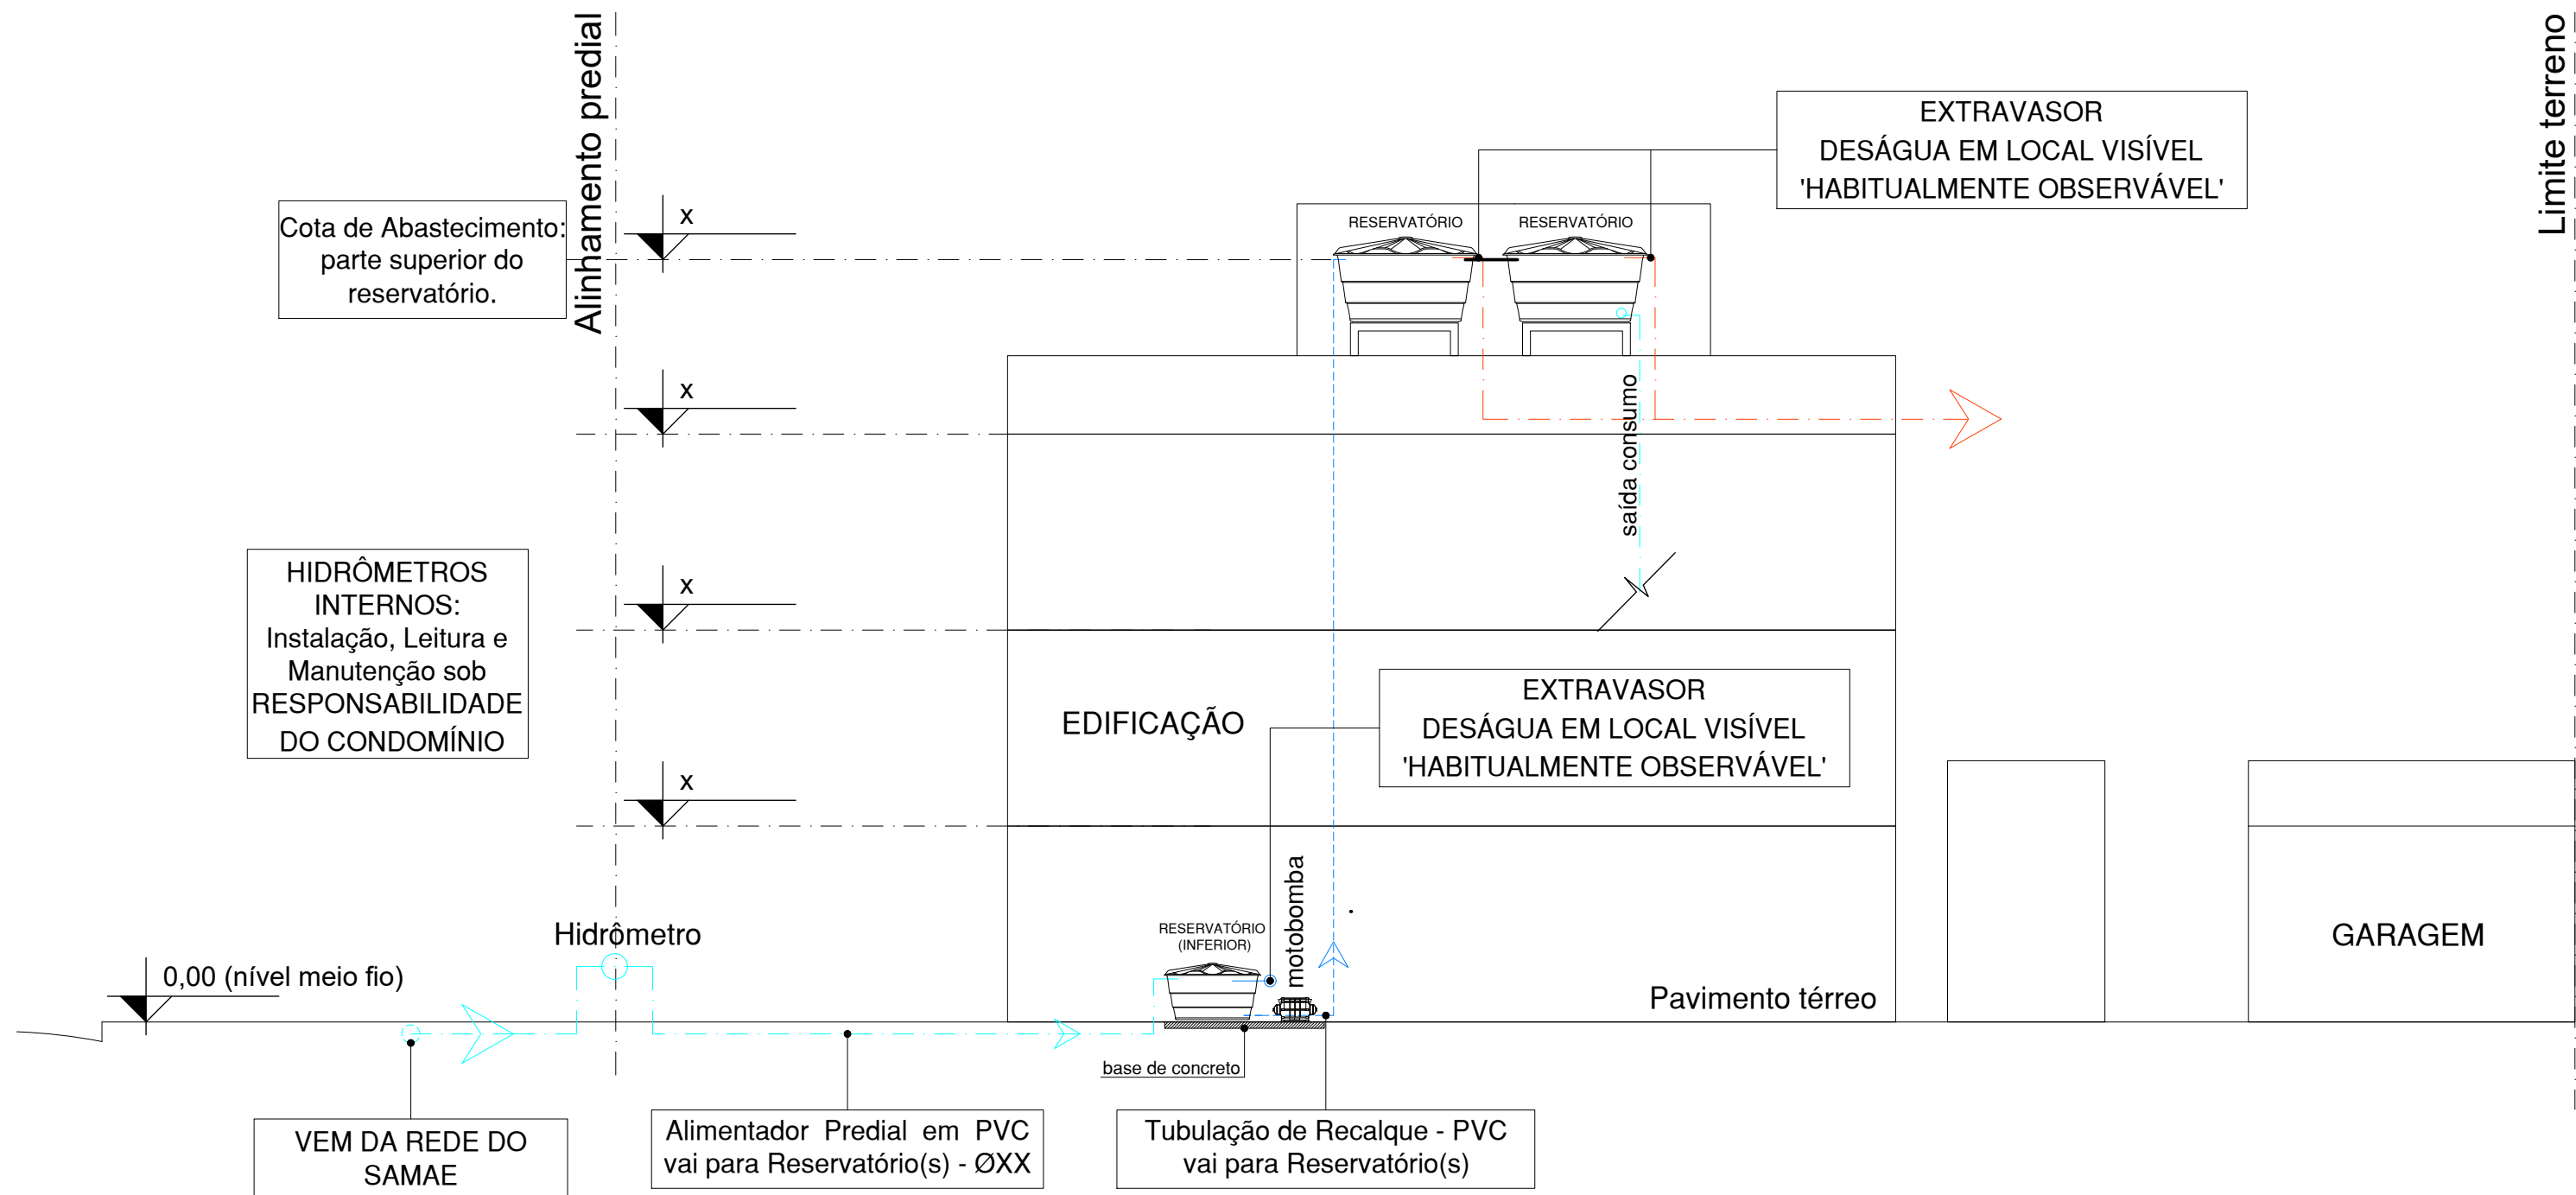 Alinhamento predial
Limite terreno
EXTRAVASOR
DESÁGUA EM LOCAL VISÍVEL
'HABITUALMENTE OBSERVÁVEL'
Cota de Abastecimento:
parte superior do
reservatório.
x
RESERVATÓRIO
RESERVATÓRIO
x
saída consumo
HIDRÔMETROS
INTERNOS:
Instalação, Leitura e
Manutenção sob
RESPONSABILIDADE
DO CONDOMÍNIO
x
EDIFICAÇÃO
EXTRAVASOR
DESÁGUA EM LOCAL VISÍVEL
'HABITUALMENTE OBSERVÁVEL'
x
motobomba
Hidrômetro
RESERVATÓRIO
(INFERIOR)
GARAGEM
0,00 (nível meio fio)
Pavimento térreo
base de concreto
VEM DA REDE DO
SAMAE
Alimentador Predial em PVC
vai para Reservatório(s) - ØXX
Tubulação de Recalque - PVC
vai para Reservatório(s)